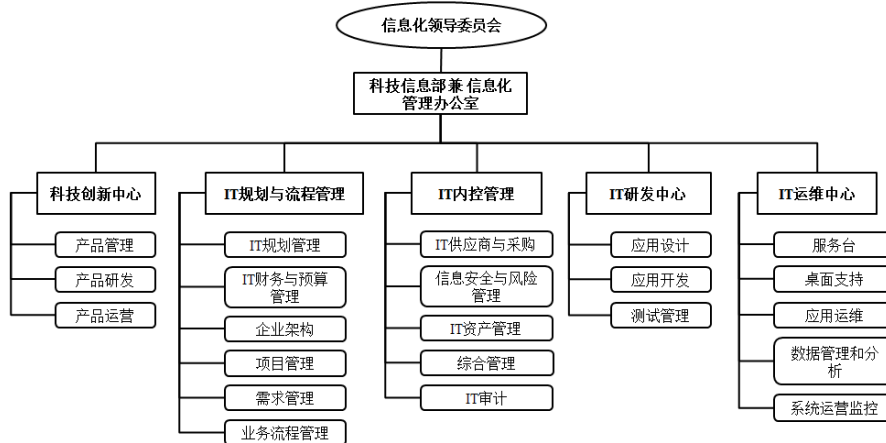 信息化领导委员会
科技信息部兼 信息化
管理办公室
科技创新中心
IT规划与流程管理
IT内控管理
IT研发中心
IT运维中心
产品管理
产品研发
产品运营
IT规划管理
IT财务与预算
管理
企业架构
项目管理
需求管理
业务流程管理
IT供应商与采购
信息安全与风险
管理
IT资产管理
综合管理
IT审计
应用设计
应用开发
测试管理
服务台
桌面支持
应用运维
数据管理和分
析
系统运营监控